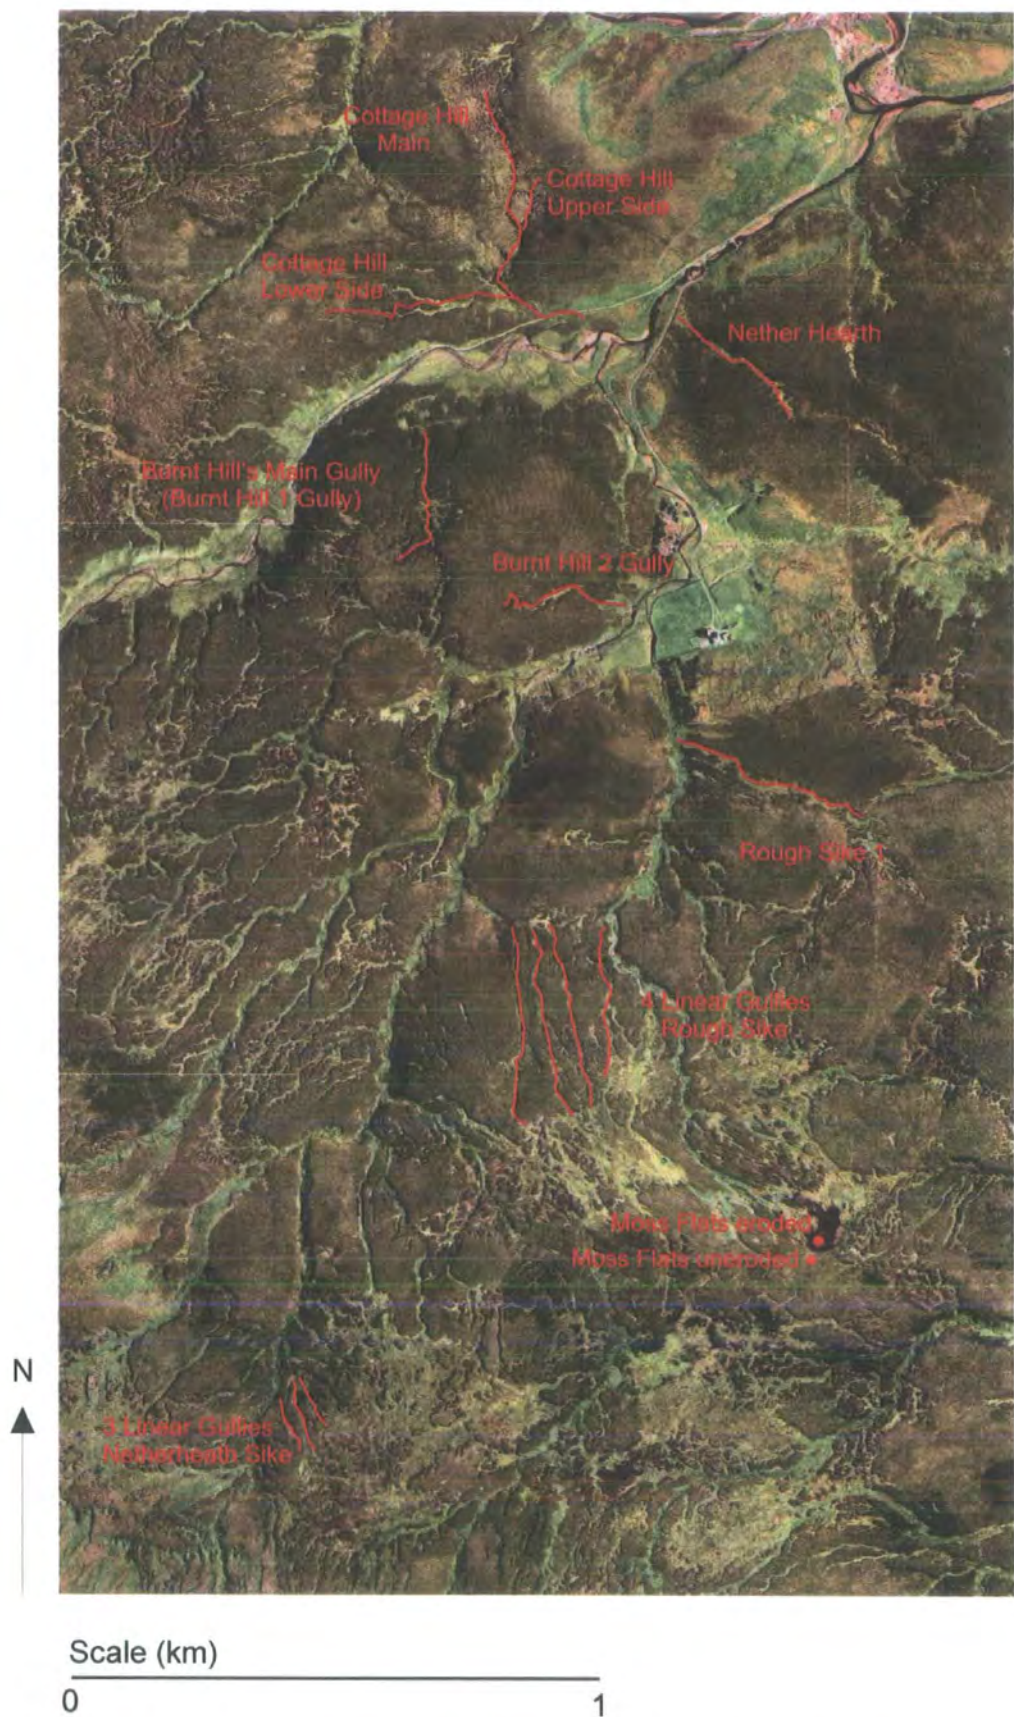 Cottage Hill
Main
Cottage Hill
Upper Side
Cottage Hill
Lower Side
Nether Hearth
Burnt Hill's Main Gully
(Burnt Hill 1 Gully)
Burnt Hill 2 Gully
Rough Sike 1
4 Linear Gullies
Rough Sike
Moss Flats eroded
Moss Flats uneroded
N
3 Linear Gullies
Netherheath Sike
Scale (km)
0 1